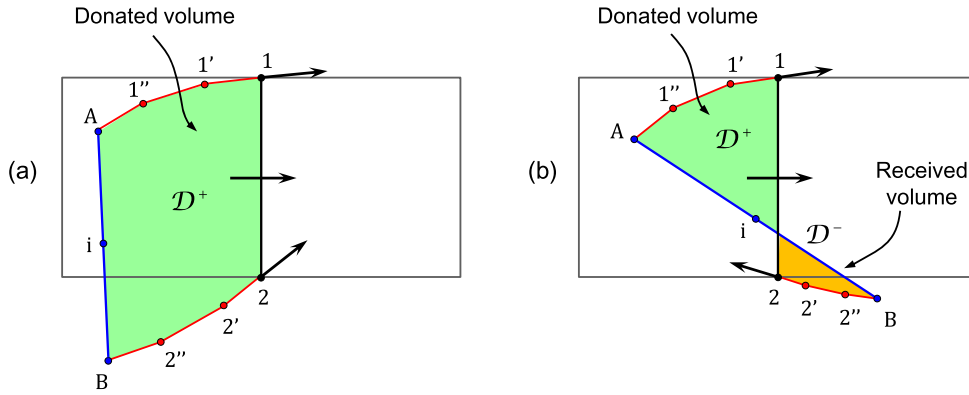 Donated volume
1
1′
1′′
A
(a)
𝒟⁺
i
2
2′
2′′
B
Donated volume
1
1′
1′′
A
(b)
𝒟⁺
Received
volume
i
𝒟⁻
2
2′
2′′
B